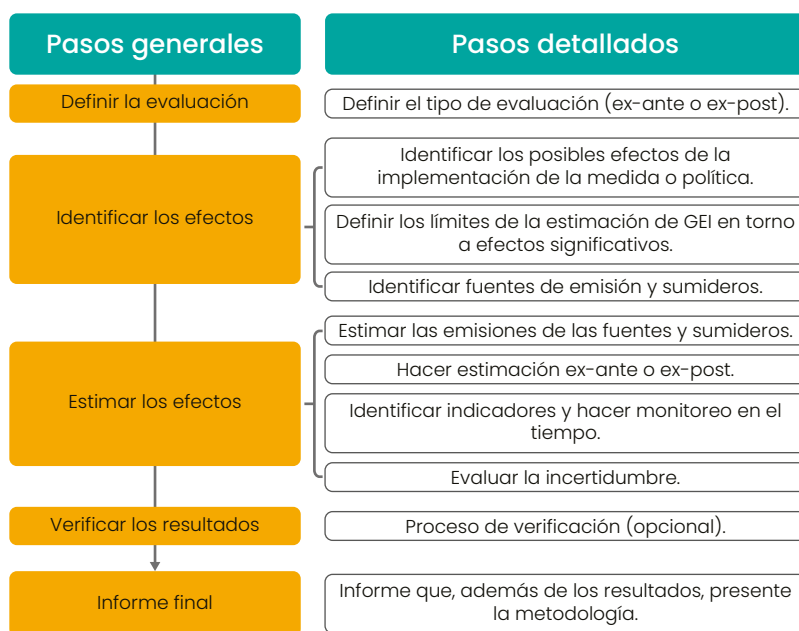 Pasos generales
Pasos detallados
Definir la evaluación
Definir el tipo de evaluación (ex-ante o ex-post).
Identificar los efectos
Identificar los posibles efectos de la
implementación de la medida o política.
Definir los límites de la estimación de GEI en torno
a efectos significativos.
Identificar fuentes de emisión y sumideros.
Estimar los efectos
Estimar las emisiones de las fuentes y sumideros.
Hacer estimación ex-ante o ex-post.
Identificar indicadores y hacer monitoreo en el
tiempo.
Evaluar la incertidumbre.
Verificar los resultados
Proceso de verificación (opcional).
Informe final
Informe que, además de los resultados, presente
la metodología.